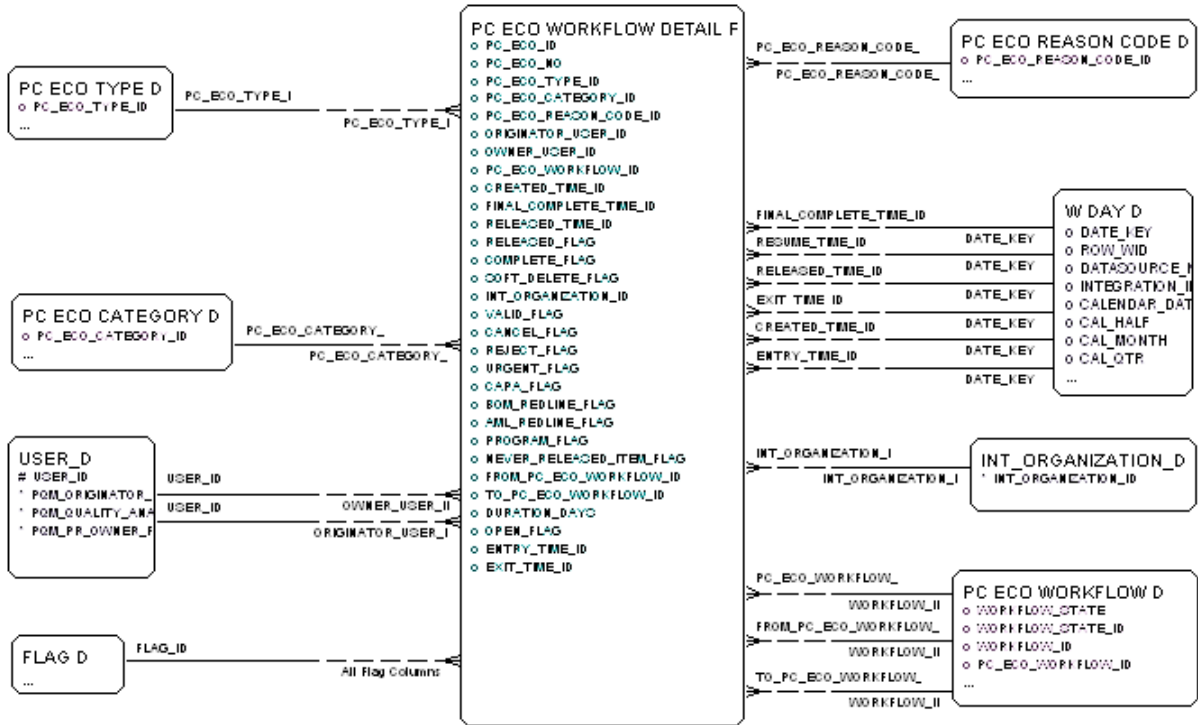 PC ECO TYPE D
PC_ECO_TYPE_ID
...
PC_ECO_TYPE_I
PC_ECO_TYPE_I
PC ECO CATEGORY D
PC_ECO_CATEGORY_ID
...
PC_ECO_CATEGORY_
PC_ECO_CATEGORY_
USER_D
# USER_ID
* PQM_ORIGINATOR_
* PQM_QUALITY_ANA
* PQM_PR_OWNER_F
USER_ID
OWNER_USER_II
USER_ID
ORIGINATOR_USER_I
FLAG D
...
FLAG_ID
All Flag Columns
PC ECO WORKFLOW DETAIL F
PC_ECO_ID
PC_ECO_NO
PC_ECO_TYPE_ID
PC_ECO_CATEGORY_ID
PC_ECO_REASON_CODE_ID
ORIGINATOR_USER_ID
OWNER_USER_ID
PC_ECO_WORKFLOW_ID
CREATED_TIME_ID
FINAL_COMPLETE_TIME_ID
RELEASED_TIME_ID
RELEASED_FLAG
COMPLETE_FLAG
SOFT_DELETE_FLAG
INT_ORGANIZATION_ID
VALID_FLAG
CANCEL_FLAG
REJECT_FLAG
URGENT_FLAG
CAPA_FLAG
BOM_REDLINE_FLAG
AML_REDLINE_FLAG
PROGRAM_FLAG
NEVER_RELEASED_ITEM_FLAG
FROM_PC_ECO_WORKFLOW_ID
TO_PC_ECO_WORKFLOW_ID
DURATION_DAYS
OPEN_FLAG
ENTRY_TIME_ID
EXIT_TIME_ID
PC_ECO_REASON_CODE_
PC_ECO_REASON_CODE_
PC ECO REASON CODE D
PC_ECO_REASON_CODE_ID
...
FINAL_COMPLETE_TIME_ID
DATE_KEY
RESUME_TIME_ID
DATE_KEY
RELEASED_TIME_ID
DATE_KEY
EXIT_TIME_ID
DATE_KEY
CREATED_TIME_ID
DATE_KEY
ENTRY_TIME_ID
DATE_KEY
W DAY D
DATE_KEY
ROW_WID
DATASOURCE_N
INTEGRATION_I
CALENDAR_DAT
CAL_HALF
CAL_MONTH
CAL_QTR
...
INT_ORGANIZATION_I
INT_ORGANIZATION_I
INT_ORGANIZATION_D
* INT_ORGANIZATION_ID
PC_ECO_WORKFLOW_
WORKFLOW_II
FROM_PC_ECO_WORKFLOW_
WORKFLOW_II
TO_PC_ECO_WORKFLOW_
WORKFLOW_II
PC ECO WORKFLOW D
WORKFLOW_STATE
WORKFLOW_STATE_ID
WORKFLOW_ID
PC_ECO_WORKFLOW_ID
...